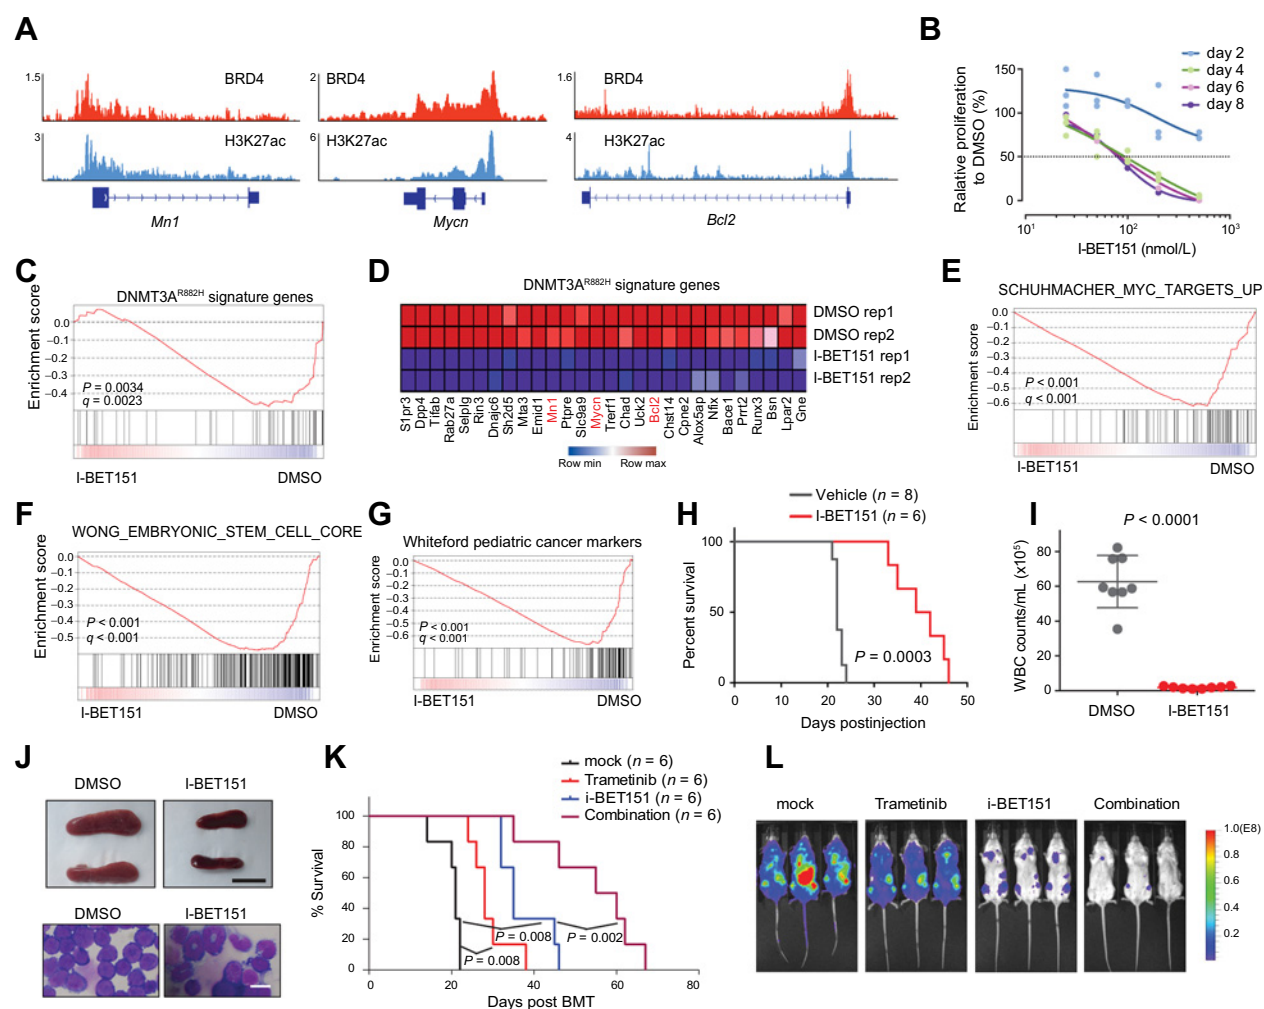 A
1.5
BRD4
3
H3K27ac
Mn1
2
BRD4
6
H3K27ac
Mycn
1.6
BRD4
4
H3K27ac
Bcl2
B
day 2
day 4
day 6
day 8
Ralative proliferation
to DMSO (%)
150
100
50
0
10¹
10²
10³
I-BET151 (nmol/L)
C
DNMT3A^R882H signature genes
Enrichment score
0.0
−0.1
−0.2
−0.3
−0.4
P = 0.0034
q = 0.0023
I-BET151
DMSO
D
DNMT3A^R882H signature genes
DMSO rep1
DMSO rep2
I-BET151 rep1
I-BET151 rep2
S1pr3
Dpp4
Tifab
Rab27a
Selplg
Rin3
Dnajc6
Sh2d5
Mta3
Emid1
Mn1
Ptpre
Slc9a9
Mycn
Trerf1
Chad
Uck2
Bcl2
Chst14
Cpne2
Alox5ap
Nfix
Bace1
Prrt2
Runx3
Bsn
Lpar2
Gne
Row min
Row max
E
SCHUHMACHER_MYC_TARGETS_UP
Enrichment score
0.0
−0.1
−0.2
−0.3
−0.4
−0.5
−0.6
P < 0.001
q < 0.001
I-BET151
DMSO
F
WONG_EMBRYONIC_STEM_CELL_CORE
Enrichment score
0.0
−0.1
−0.2
−0.3
−0.4
−0.5
P < 0.001
q < 0.001
I-BET151
DMSO
G
Whiteford pediatric cancer markers
Enrichment score
0.0
−0.1
−0.2
−0.3
−0.4
−0.5
−0.6
P < 0.001
q < 0.001
I-BET151
DMSO
H
Vehicle (n = 8)
I-BET151 (n = 6)
Percent survival
100
50
0
P = 0.0003
0
10
20
30
40
50
Days postinjection
I
P < 0.0001
WBC counts/mL (x10⁵)
80
60
40
20
0
DMSO
I-BET151
J
DMSO
I-BET151
DMSO
I-BET151
K
mock (n = 6)
Trametinib (n = 6)
i-BET151 (n = 6)
Combination (n = 6)
% Survival
100
80
60
40
20
0
P = 0.008
P = 0.002
P = 0.008
0
20
40
60
80
Days post BMT
L
mock
Trametinib
i-BET151
Combination
1.0(E8)
0.8
0.6
0.4
0.2